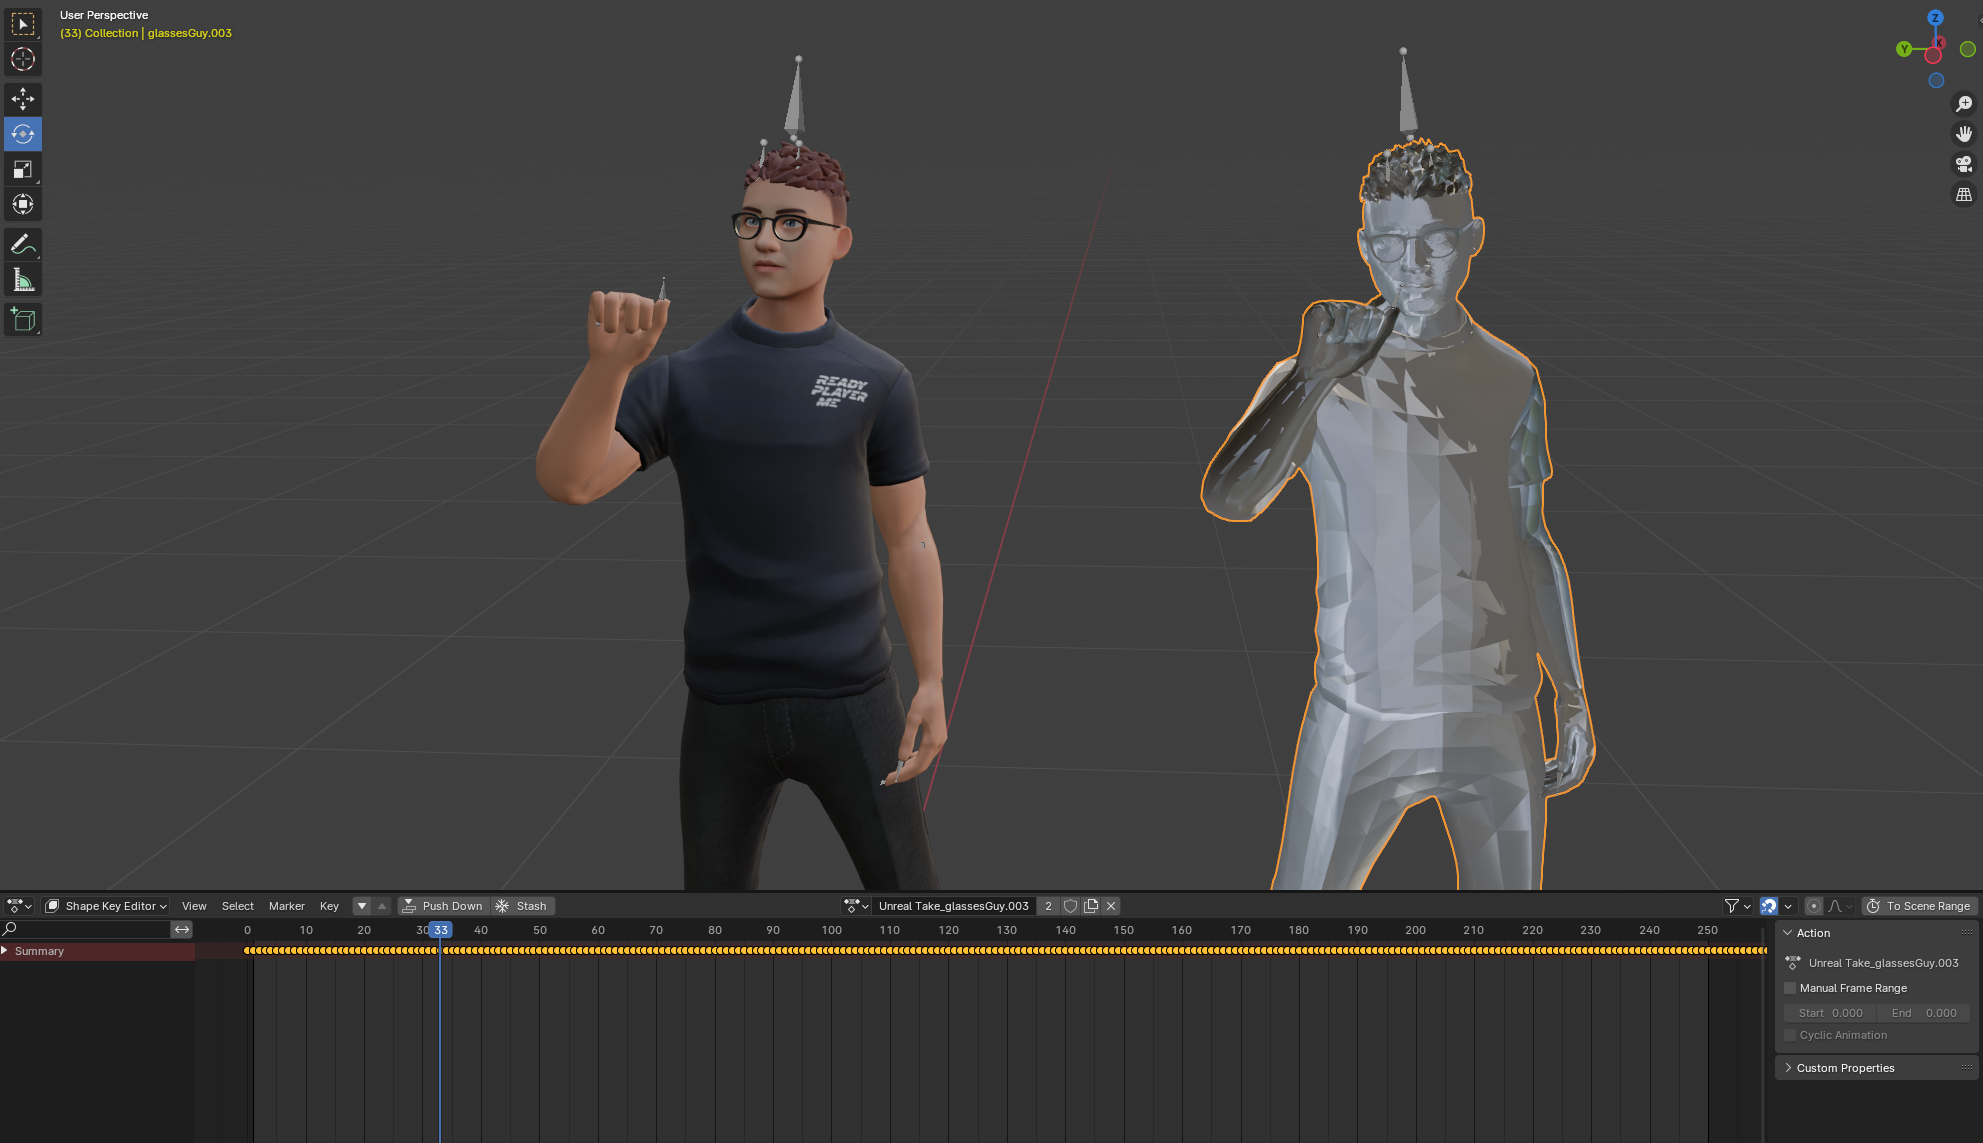 User Perspective
(33) Collection | glassesGuy.003
Z
Y
X
READY
PLAYER
ME
Shape Key Editor
View
Select
Marker
Key
Push Down
Stash
Unreal Take_glassesGuy.003
2
To Scene Range
0 10 20 30 33 40 50 60 70 80 90 100 110 120 130 140 150 160 170 180 190 200 210 220 230 240 250
Summary
Action
Unreal Take_glassesGuy.003
Manual Frame Range
Start 0.000 End 0.000
Cyclic Animation
Custom Properties